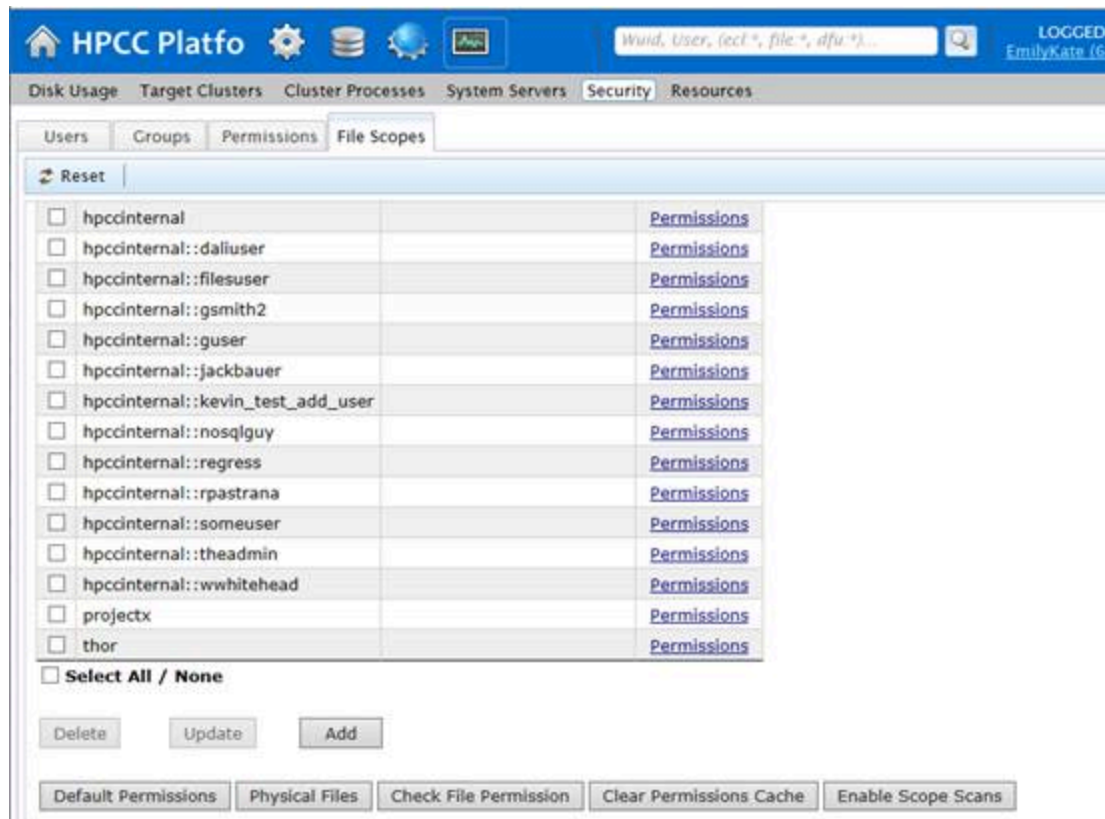 HPCC Platfo
Wuid, User, (ecl:*, file:*, dfu:*)...
LOGGED
EmilyKate (6
Disk Usage Target Clusters Cluster Processes System Servers Security Resources
Users Groups Permissions File Scopes
Reset
hpccinternal Permissions
hpccinternal::daliuser Permissions
hpccinternal::filesuser Permissions
hpccinternal::gsmith2 Permissions
hpccinternal::guser Permissions
hpccinternal::jackbauer Permissions
hpccinternal::kevin_test_add_user Permissions
hpccinternal::nosqlguy Permissions
hpccinternal::regress Permissions
hpccinternal::rpastrana Permissions
hpccinternal::someuser Permissions
hpccinternal::theadmin Permissions
hpccinternal::wwhitehead Permissions
projectx Permissions
thor Permissions
Select All / None
Delete Update Add
Default Permissions Physical Files Check File Permission Clear Permissions Cache Enable Scope Scans